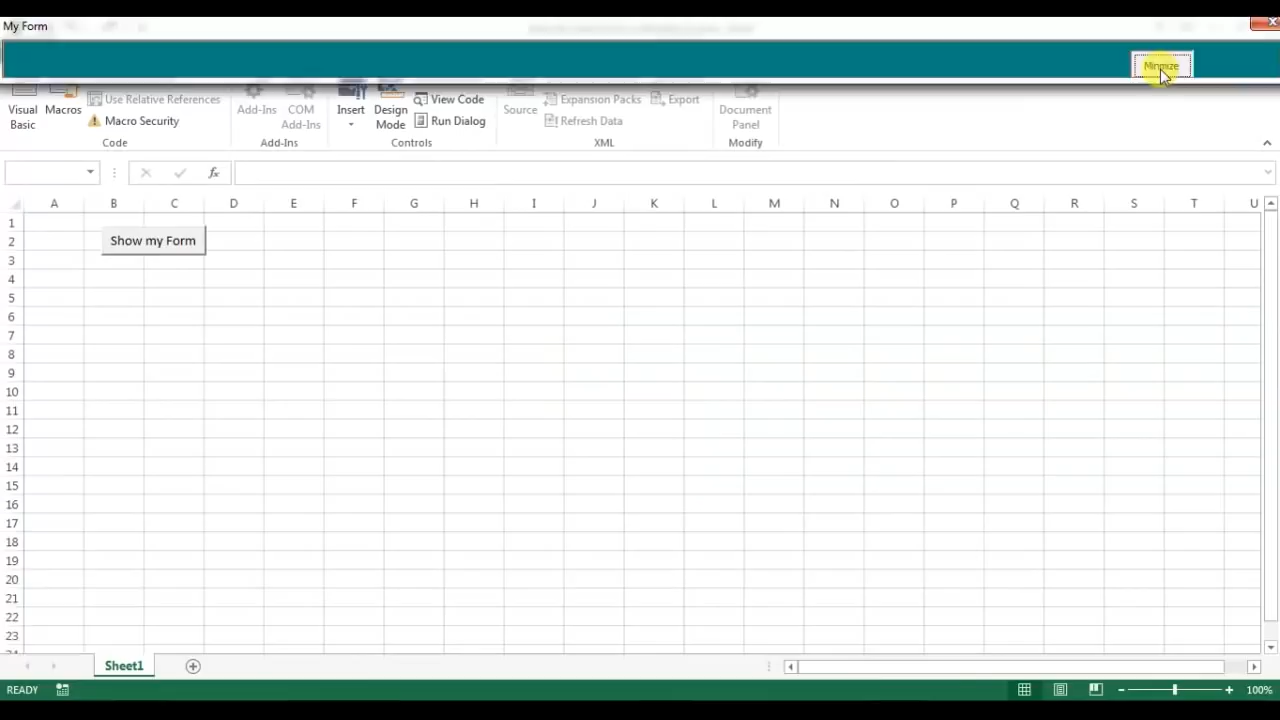 My Form
Minmize
Visual Basic
Macros
Use Relative References
Macro Security
Code
Add-Ins
COM Add-Ins
Add-Ins
Insert
Design Mode
View Code
Run Dialog
Controls
Source
Expansion Packs
Export
Refresh Data
XML
Document Panel
Modify
fx
A B C D E F G H I J K L M N O P Q R S T U
1
2
Show my Form
3
4
5
6
7
8
9
10
11
12
13
14
15
16
17
18
19
20
21
22
23
Sheet1
READY
100%